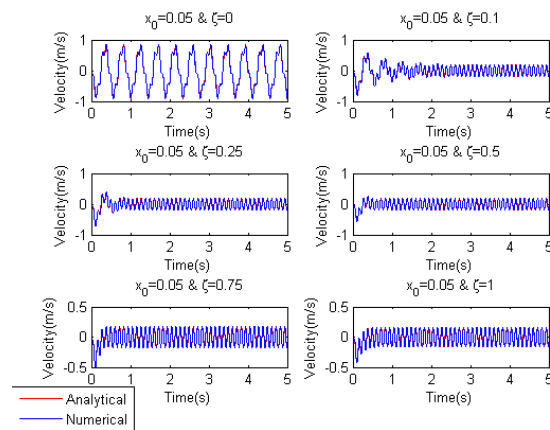 x0=0.05 & ζ=0
Velocity(m/s)
1
0
-1
0 1 2 3 4 5
Time(s)
x0=0.05 & ζ=0.1
Velocity(m/s)
1
0
-1
0 1 2 3 4 5
Time(s)
x0=0.05 & ζ=0.25
Velocity(m/s)
1
0
-1
0 1 2 3 4 5
Time(s)
x0=0.05 & ζ=0.5
Velocity(m/s)
1
0
-1
0 1 2 3 4 5
Time(s)
x0=0.05 & ζ=0.75
Velocity(m/s)
0.5
0
-0.5
0 1 2 3 4 5
Time(s)
x0=0.05 & ζ=1
Velocity(m/s)
0.5
0
-0.5
0 1 2 3 4 5
Time(s)
Analytical
Numerical